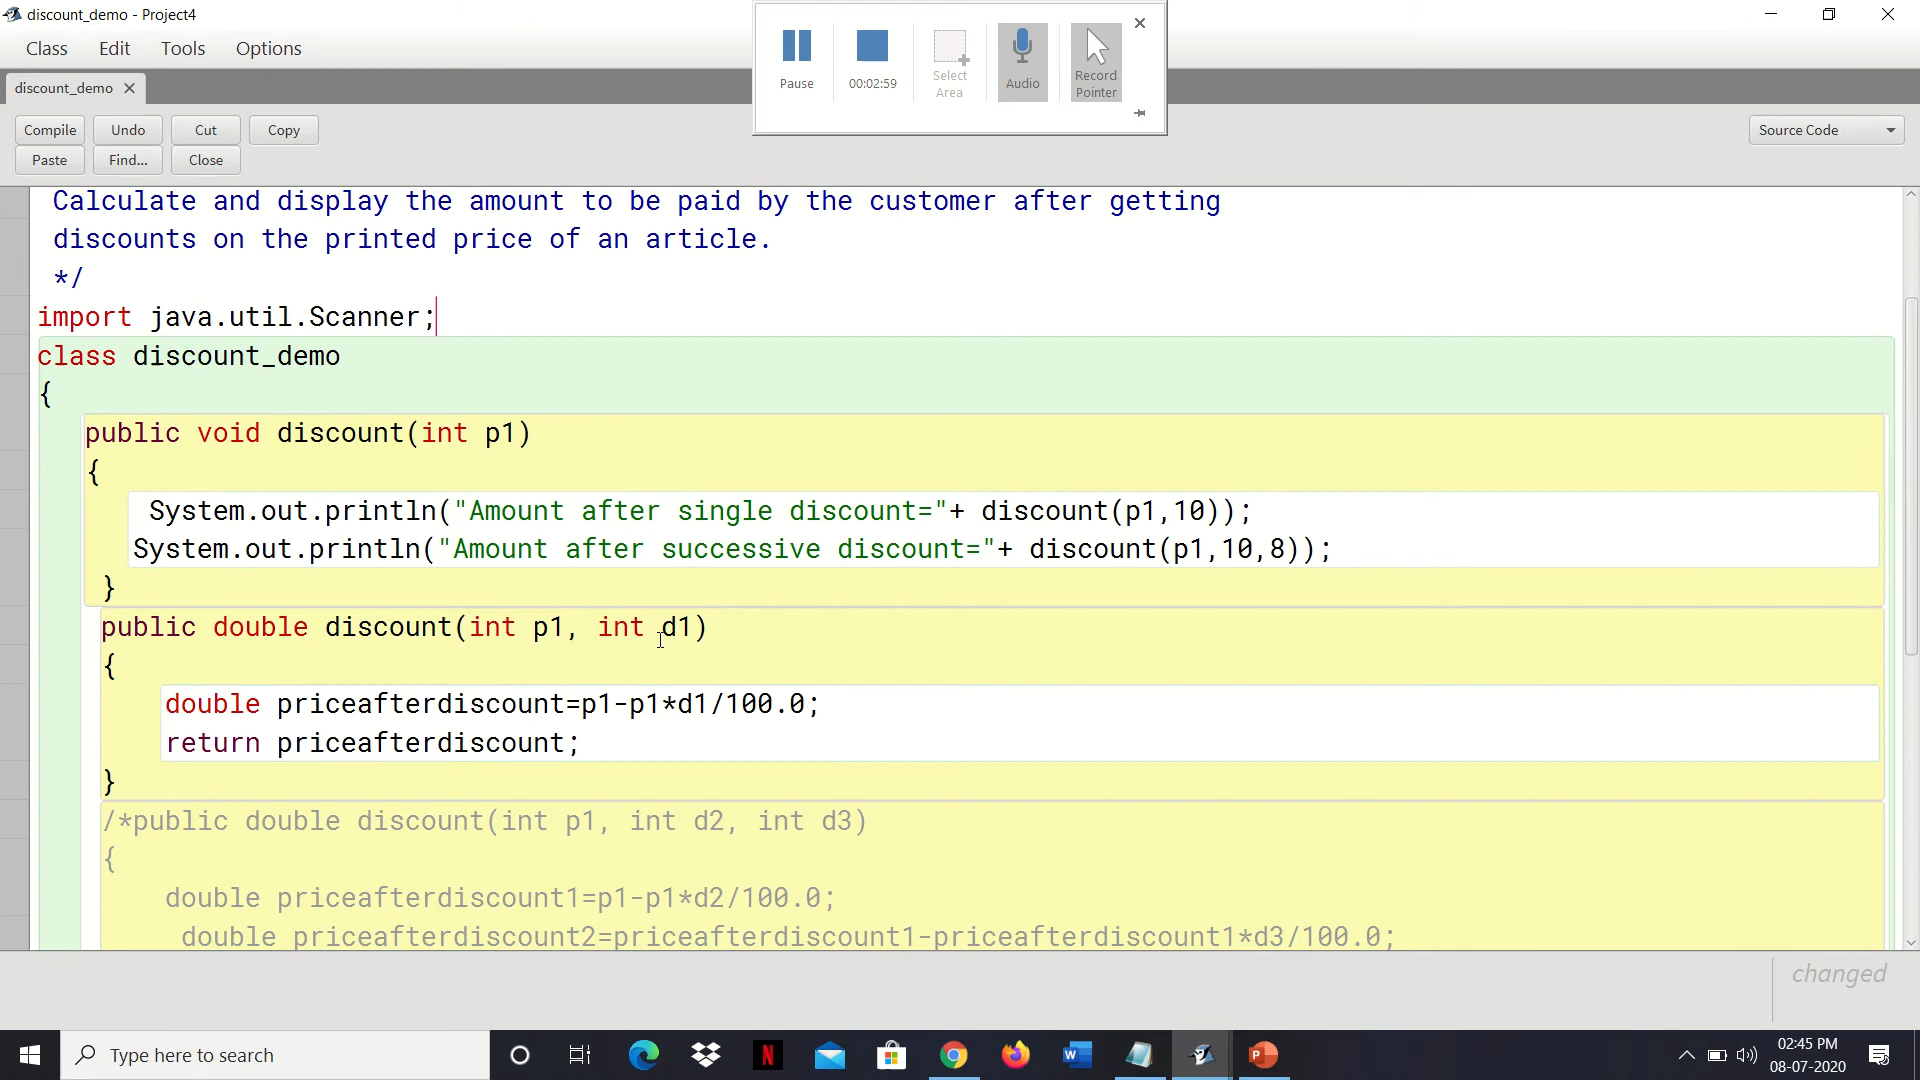 discount_demo - Project4
Class Edit Tools Options
Pause
00:02:59
Select Area
Audio
Record Pointer
discount_demo
Compile Undo Cut Copy
Paste Find... Close
Source Code
Calculate and display the amount to be paid by the customer after getting
discounts on the printed price of an article.
*/
import java.util.Scanner;
class discount_demo
{
public void discount(int p1)
{
System.out.println("Amount after single discount="+ discount(p1,10));
System.out.println("Amount after successive discount="+ discount(p1,10,8));
}
public double discount(int p1, int d1)
{
double priceafterdiscount=p1-p1*d1/100.0;
return priceafterdiscount;
}
/*public double discount(int p1, int d2, int d3)
{
double priceafterdiscount1=p1-p1*d2/100.0;
double priceafterdiscount2=priceafterdiscount1-priceafterdiscount1*d3/100.0;
changed
Type here to search
02:45 PM
08-07-2020